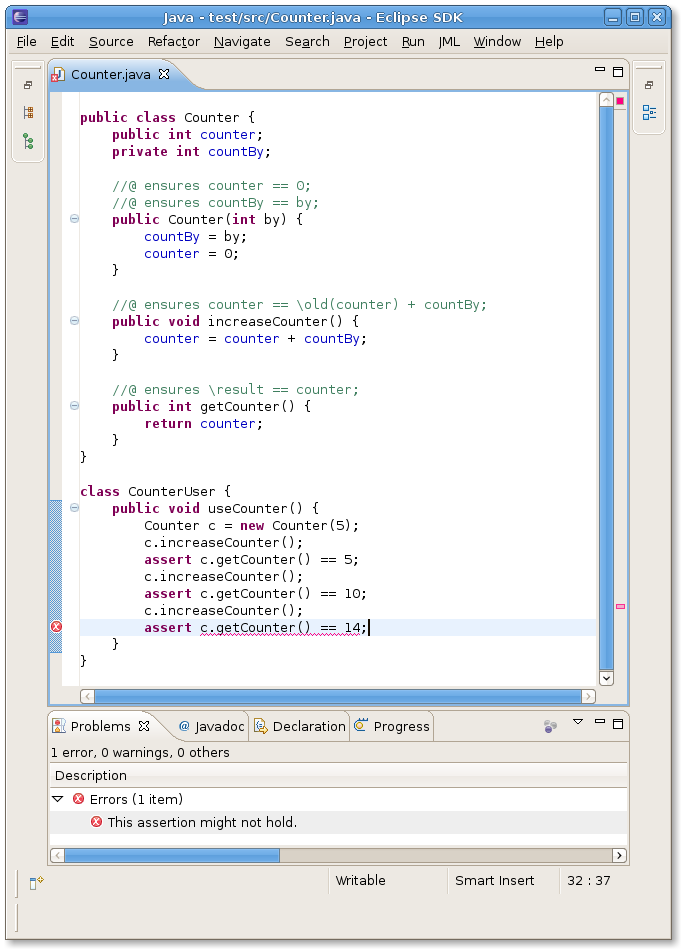 Java - test/src/Counter.java - Eclipse SDK
File Edit Source Refactor Navigate Search Project Run JML Window Help
Counter.java
public class Counter {
    public int counter;
    private int countBy;

    //@ ensures counter == 0;
    //@ ensures countBy == by;
    public Counter(int by) {
        countBy = by;
        counter = 0;
    }

    //@ ensures counter == \old(counter) + countBy;
    public void increaseCounter() {
        counter = counter + countBy;
    }

    //@ ensures \result == counter;
    public int getCounter() {
        return counter;
    }
}

class CounterUser {
    public void useCounter() {
        Counter c = new Counter(5);
        c.increaseCounter();
        assert c.getCounter() == 5;
        c.increaseCounter();
        assert c.getCounter() == 10;
        c.increaseCounter();
        assert c.getCounter() == 14;
    }
}
Problems @ Javadoc Declaration Progress
1 error, 0 warnings, 0 others
Description
Errors (1 item)
This assertion might not hold.
Writable Smart Insert 32 : 37